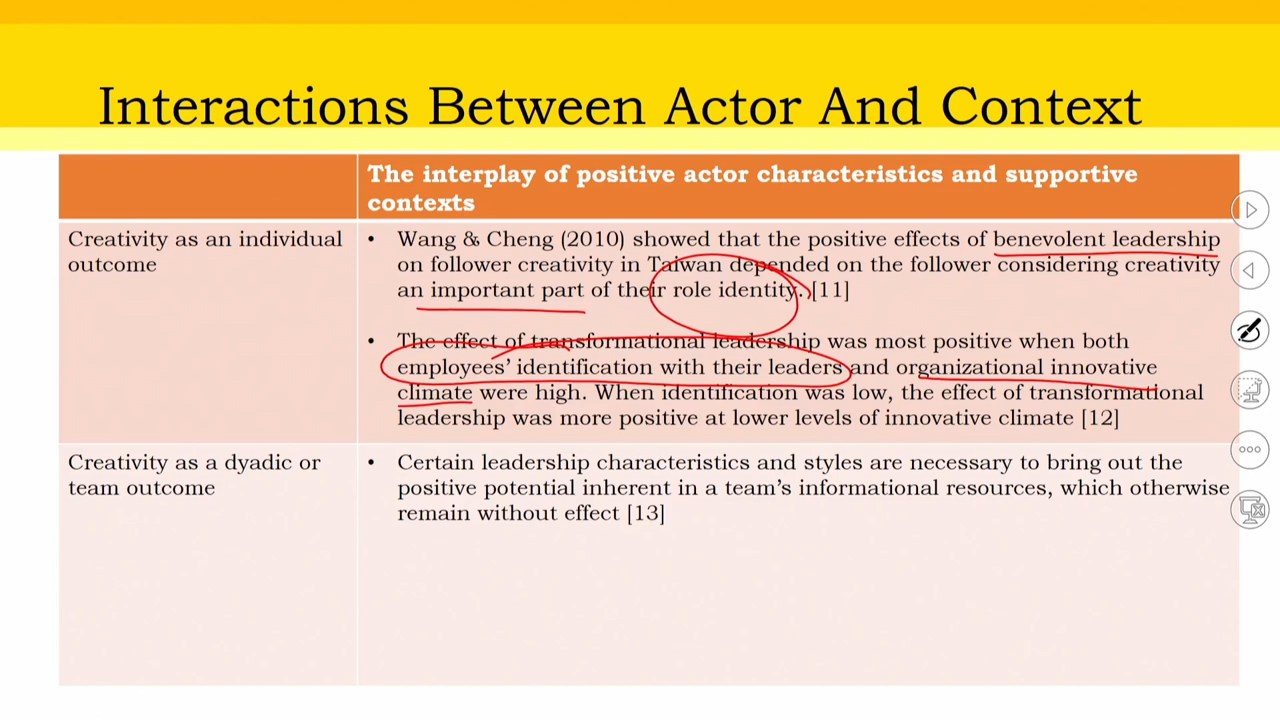 Interactions Between Actor And Context
The interplay of positive actor characteristics and supportive
contexts
Creativity as an individual
outcome
• Wang & Cheng (2010) showed that the positive effects of benevolent leadership
on follower creativity in Taiwan depended on the follower considering creativity
an important part of their role identity. [11]
• The effect of transformational leadership was most positive when both
employees’ identification with their leaders and organizational innovative
climate were high. When identification was low, the effect of transformational
leadership was more positive at lower levels of innovative climate [12]
Creativity as a dyadic or
team outcome
• Certain leadership characteristics and styles are necessary to bring out the
positive potential inherent in a team’s informational resources, which otherwise
remain without effect [13]